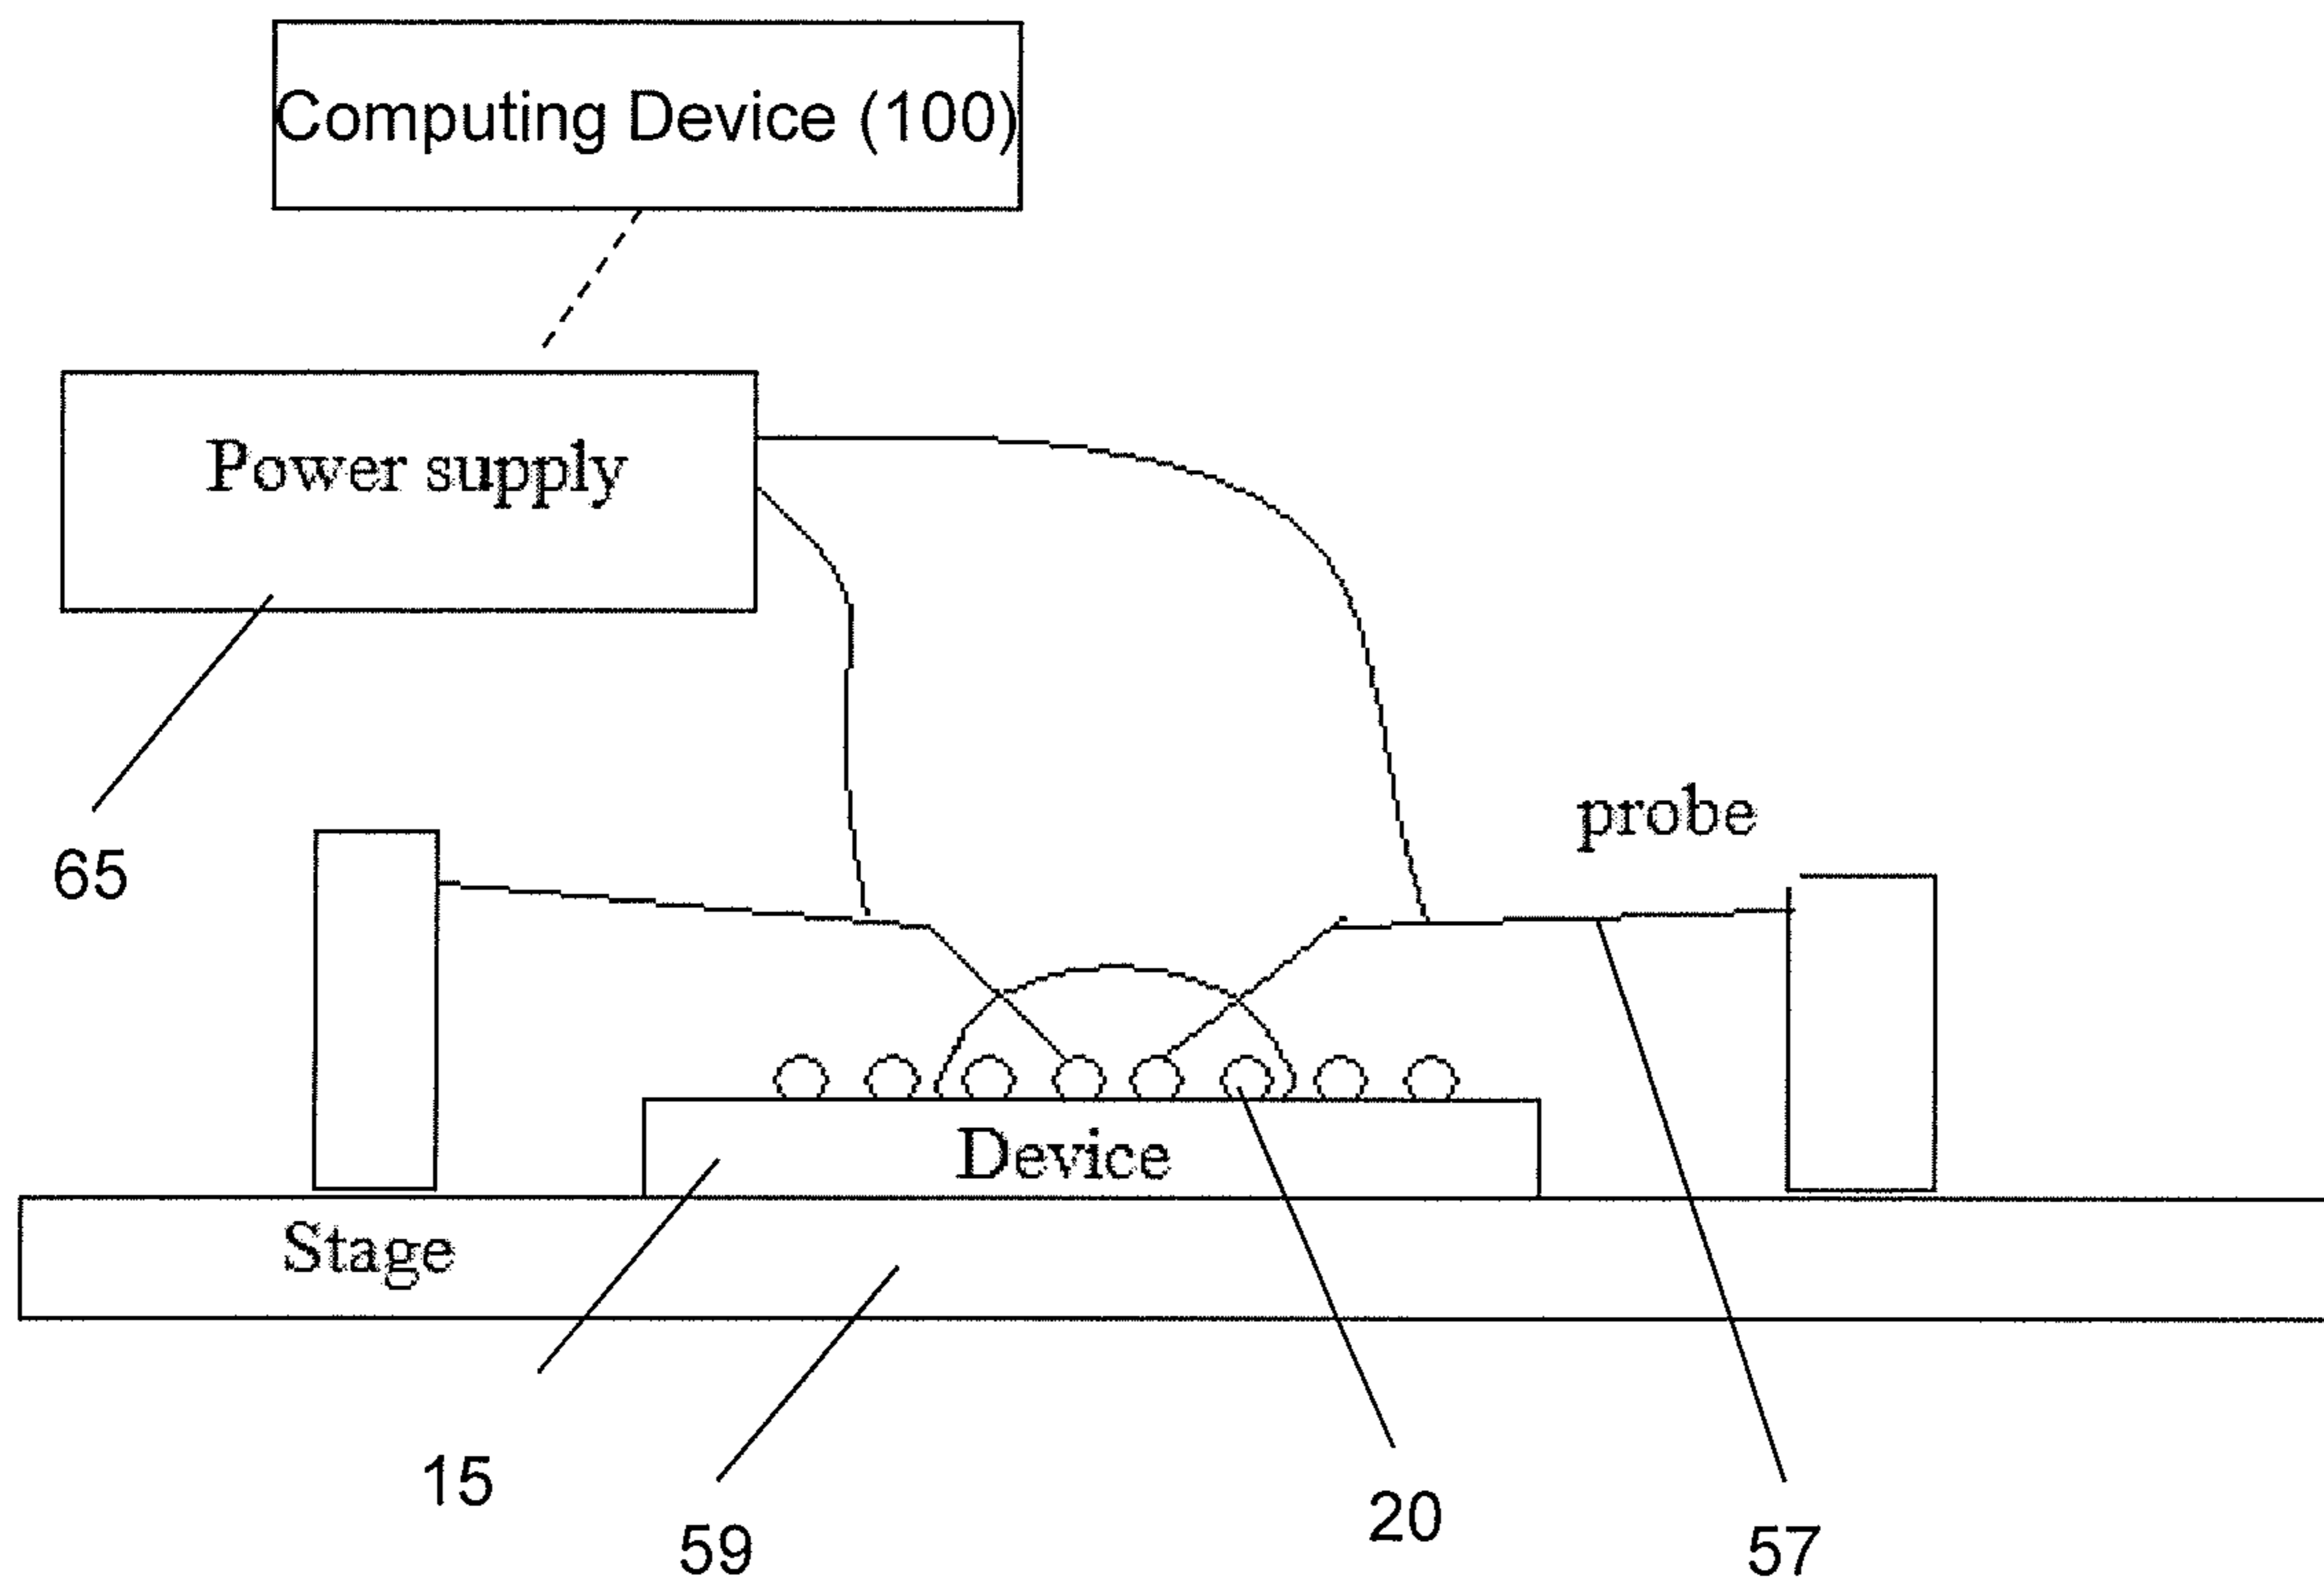 Computing Device (100)
Power supply
probe
65
Device
Stage
15
20
59
57